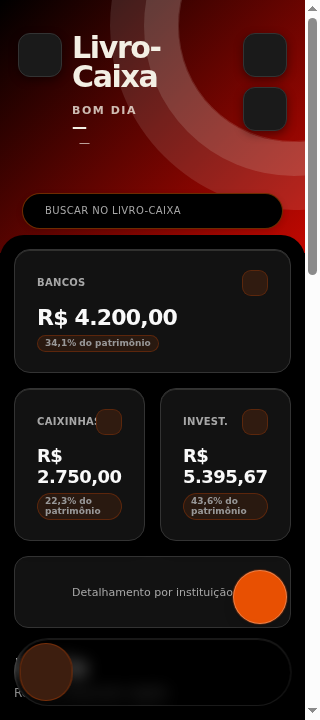 Livro-
Caixa
BOM DIA
—
—
BUSCAR NO LIVRO-CAIXA
BANCOS
R$ 4.200,00
34,1% do patrimônio
CAIXINHAS
INVEST.
R$
2.750,00
R$
5.395,67
22,3% do
patrimônio
43,6% do
patrimônio
Detalhamento por instituição